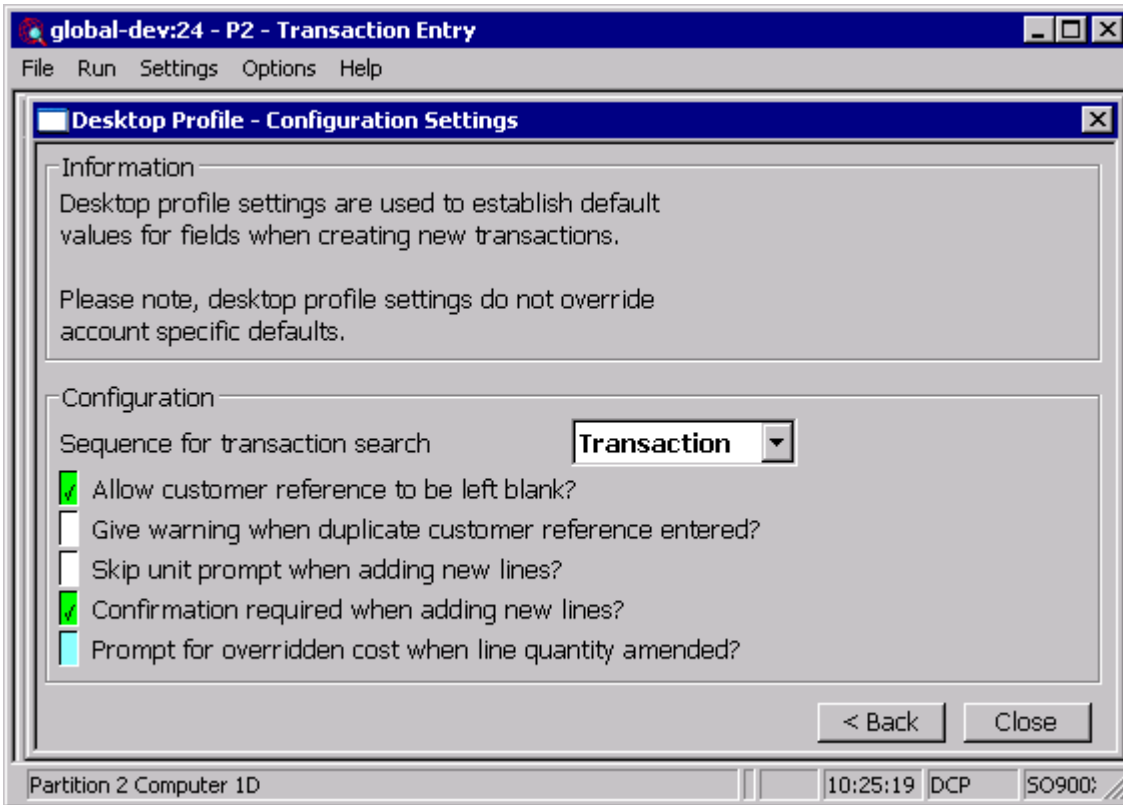 global-dev:24 - P2 - Transaction Entry
File Run Settings Options Help
Desktop Profile - Configuration Settings
Information
Desktop profile settings are used to establish default
values for fields when creating new transactions.
Please note, desktop profile settings do not override
account specific defaults.
Configuration
Sequence for transaction search Transaction
Allow customer reference to be left blank?
Give warning when duplicate customer reference entered?
Skip unit prompt when adding new lines?
Confirmation required when adding new lines?
Prompt for overridden cost when line quantity amended?
< Back Close
Partition 2 Computer 1D 10:25:19 DCP SO900